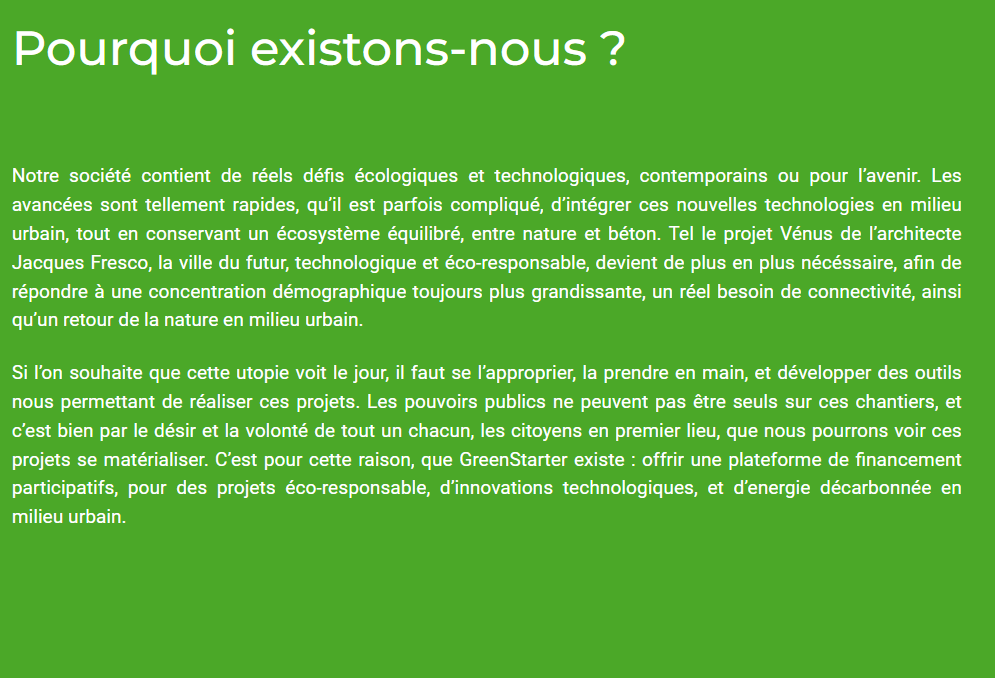 Pourquoi existons-nous ?
Notre société contient de réels défis écologiques et technologiques, contemporains ou pour l’avenir. Les
avancées sont tellement rapides, qu’il est parfois compliqué, d’intégrer ces nouvelles technologies en milieu
urbain, tout en conservant un écosystème équilibré, entre nature et béton. Tel le projet Vénus de l’architecte
Jacques Fresco, la ville du futur, technologique et éco-responsable, devient de plus en plus nécéssaire, afin de
répondre à une concentration démographique toujours plus grandissante, un réel besoin de connectivité, ainsi
qu’un retour de la nature en milieu urbain.
Si l’on souhaite que cette utopie voit le jour, il faut se l’approprier, la prendre en main, et développer des outils
nous permettant de réaliser ces projets. Les pouvoirs publics ne peuvent pas être seuls sur ces chantiers, et
c’est bien par le désir et la volonté de tout un chacun, les citoyens en premier lieu, que nous pourrons voir ces
projets se matérialiser. C’est pour cette raison, que GreenStarter existe : offrir une plateforme de financement
participatifs, pour des projets éco-responsable, d’innovations technologiques, et d’energie décarbonnée en
milieu urbain.